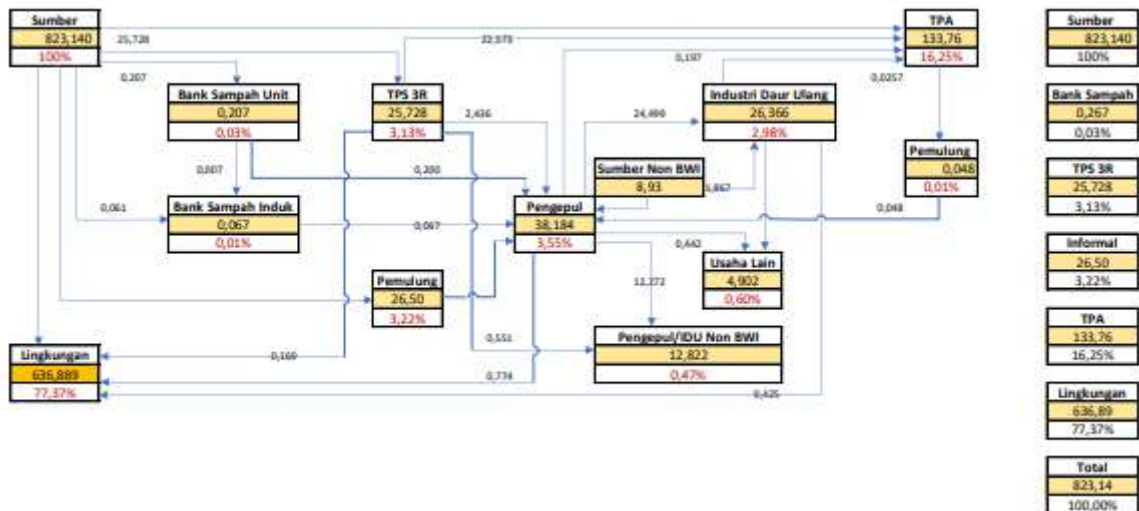 Sumber
823,140
100%
25,728
0,207
Bank Sampah Unit
0,207
0,03%
0,007
0,061
Bank Sampah Induk
0,067
0,01%
TPS 3R
25,728
3,13%
22,573
2,436
0,200
0,067
Pemulung
26,50
3,22%
Pengepul
38,184
3,55%
Sumber Non BWI
8,93
24,499
0,197
Industri Daur Ulang
26,366
2,98%
TPA
133,76
16,25%
0,0257
Pemulung
0,048
0,01%
0,048
0,442
Usaha Lain
4,902
0,60%
12,272
Pengepul/IDU Non BWI
12,822
0,47%
0,551
0,774
0,169
0,425
Lingkungan
636,889
77,37%
Sumber
823,140
100%
Bank Sampah
0,267
0,03%
TPS 3R
25,728
3,13%
Informal
26,50
3,22%
TPA
133,76
16,25%
Lingkungan
636,89
77,37%
Total
823,14
100,00%